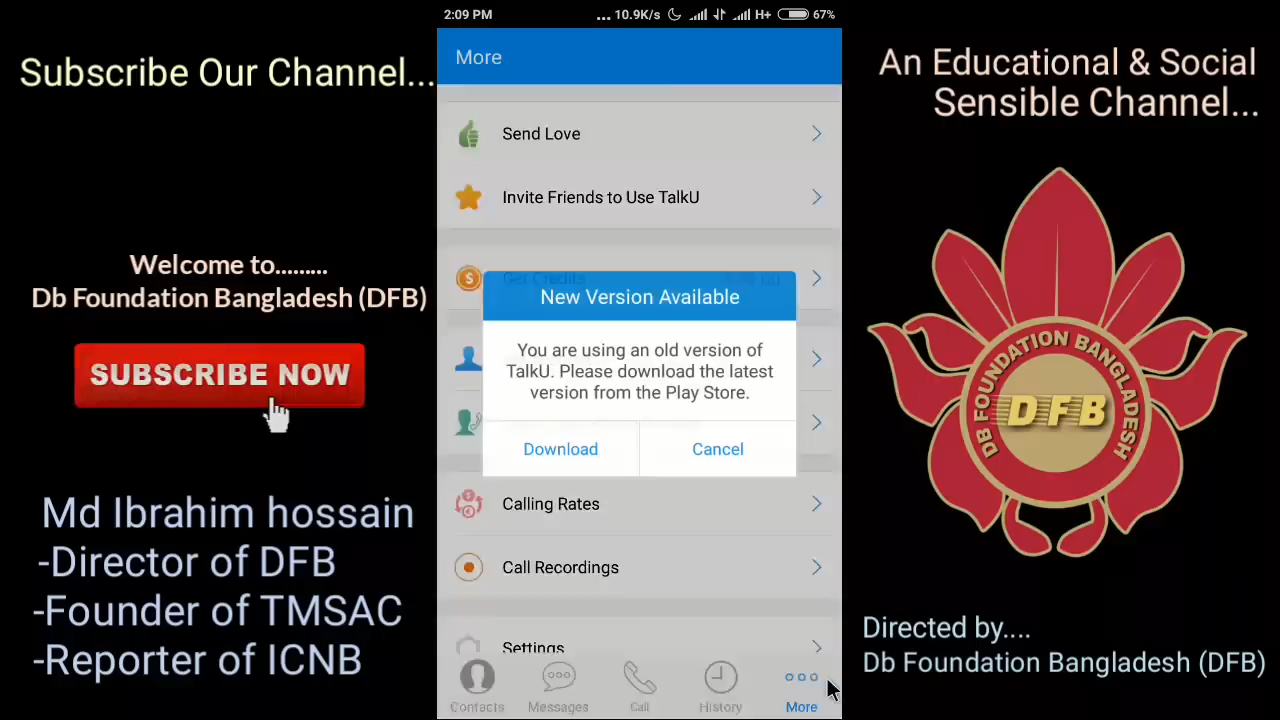 Subscribe Our Channel...
Welcome to.........
Db Foundation Bangladesh (DFB)
SUBSCRIBE NOW
Md Ibrahim hossain
-Director of DFB
-Founder of TMSAC
-Reporter of ICNB
2:09 PM
... 10.9K/s H+ 67%
More
Send Love
Invite Friends to Use TalkU
Get Credits
New Version Available
You are using an old version of
TalkU. Please download the latest
version from the Play Store.
Download Cancel
Calling Rates
Call Recordings
Settings
Contacts Messages Call History More
An Educational & Social
Sensible Channel...
DB FOUNDATION BANGLADESH
DFB
Directed by....
Db Foundation Bangladesh (DFB)